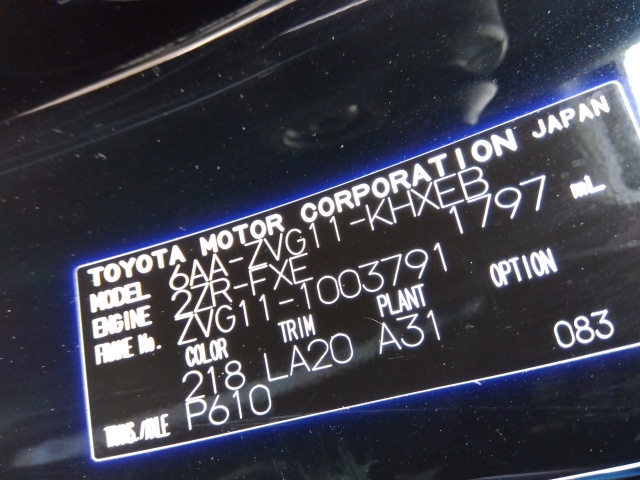 TOYOTA MOTOR CORPORATION JAPAN
MODEL 6AA-ZVG11-KHXEB
ENGINE 2ZR-FXE 1797 mL
FRAME No. ZVG11-1003791
COLOR TRIM PLANT OPTION
218 LA20 A31
TRANS./AXLE P610 083